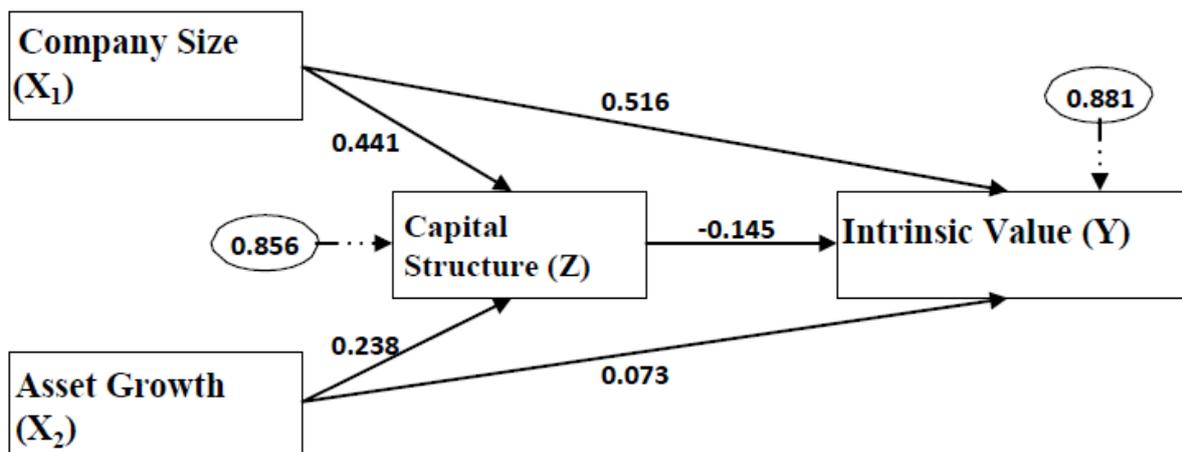 Company Size
(X₁)
0.516
0.881
0.441
Capital
Structure (Z)
0.856
-0.145
Intrinsic Value (Y)
0.238
0.073
Asset Growth
(X₂)